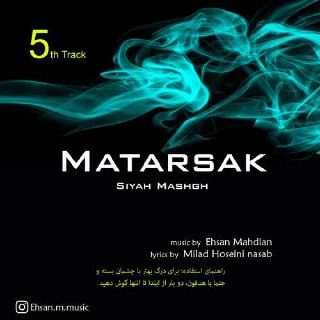 5th Track
MATARSAK
SIYAH MASHGH
music by Ehsan Mahdian
lyrics by Milad Hoseini nasab
راهنمای استفاده: برای درک بهتر با چشمان بسته و
حتما با هدفون، دو بار از ابتدا تا انتها گوش دهید
Ehsan.m.music